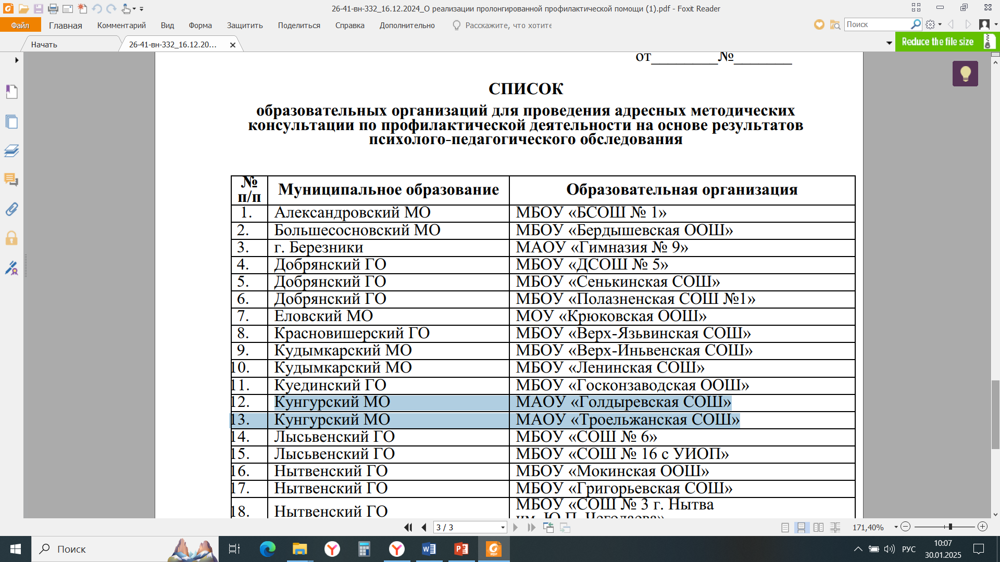 26-41-вн-332_16.12.2024_О реализации пролонгированной профилактической помощи (1).pdf - Foxit Reader
Файл Главная Комментарий Вид Форма Защитить Поделиться Справка Дополнительно Расскажите, что хотите Поиск
Начать 26-41-вн-332_16.12.20... Reduce the file size
от________№_______
СПИСОК
образовательных организаций для проведения адресных методических
консультации по профилактической деятельности на основе результатов
психолого-педагогического обследования
№ п/п Муниципальное образование Образовательная организация
1. Александровский МО МБОУ «БСОШ № 1»
2. Большесосновский МО МБОУ «Бердышевская ООШ»
3. г. Березники МАОУ «Гимназия № 9»
4. Добрянский ГО МБОУ «ДСОШ № 5»
5. Добрянский ГО МБОУ «Сенькинская СОШ»
6. Добрянский ГО МБОУ «Полазненская СОШ №1»
7. Еловский МО МОУ «Крюковская ООШ»
8. Красновишерский ГО МБОУ «Верх-Язьвинская СОШ»
9. Кудымкарский МО МБОУ «Верх-Иньвенская СОШ»
10. Кудымкарский МО МБОУ «Ленинская СОШ»
11. Куединский ГО МБОУ «Госконзаводская ООШ»
12. Кунгурский МО МАОУ «Голдыревская СОШ»
13. Кунгурский МО МАОУ «Троельжанская СОШ»
14. Лысьвенский ГО МБОУ «СОШ № 6»
15. Лысьвенский ГО МБОУ «СОШ № 16 с УИОП»
16. Нытвенский ГО МБОУ «Мокинская ООШ»
17. Нытвенский ГО МБОУ «Григорьевская СОШ»
18. Нытвенский ГО МБОУ «СОШ № 3 г. Нытва
им. Ю.П. Чегодаева»
3 / 3 171,40%
Поиск РУС 10:07
30.01.2025